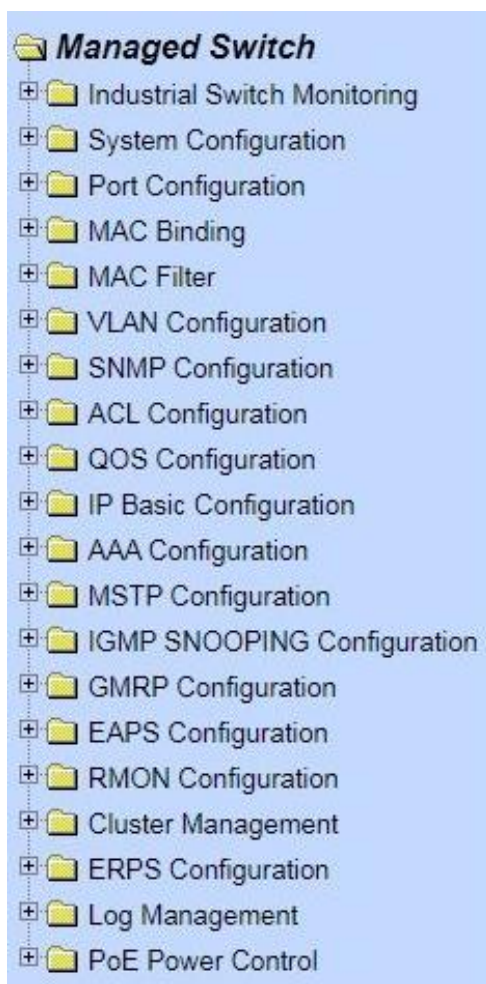 Managed Switch
Industrial Switch Monitoring
System Configuration
Port Configuration
MAC Binding
MAC Filter
VLAN Configuration
SNMP Configuration
ACL Configuration
QOS Configuration
IP Basic Configuration
AAA Configuration
MSTP Configuration
IGMP SNOOPING Configuration
GMRP Configuration
EAPS Configuration
RMON Configuration
Cluster Management
ERPS Configuration
Log Management
PoE Power Control